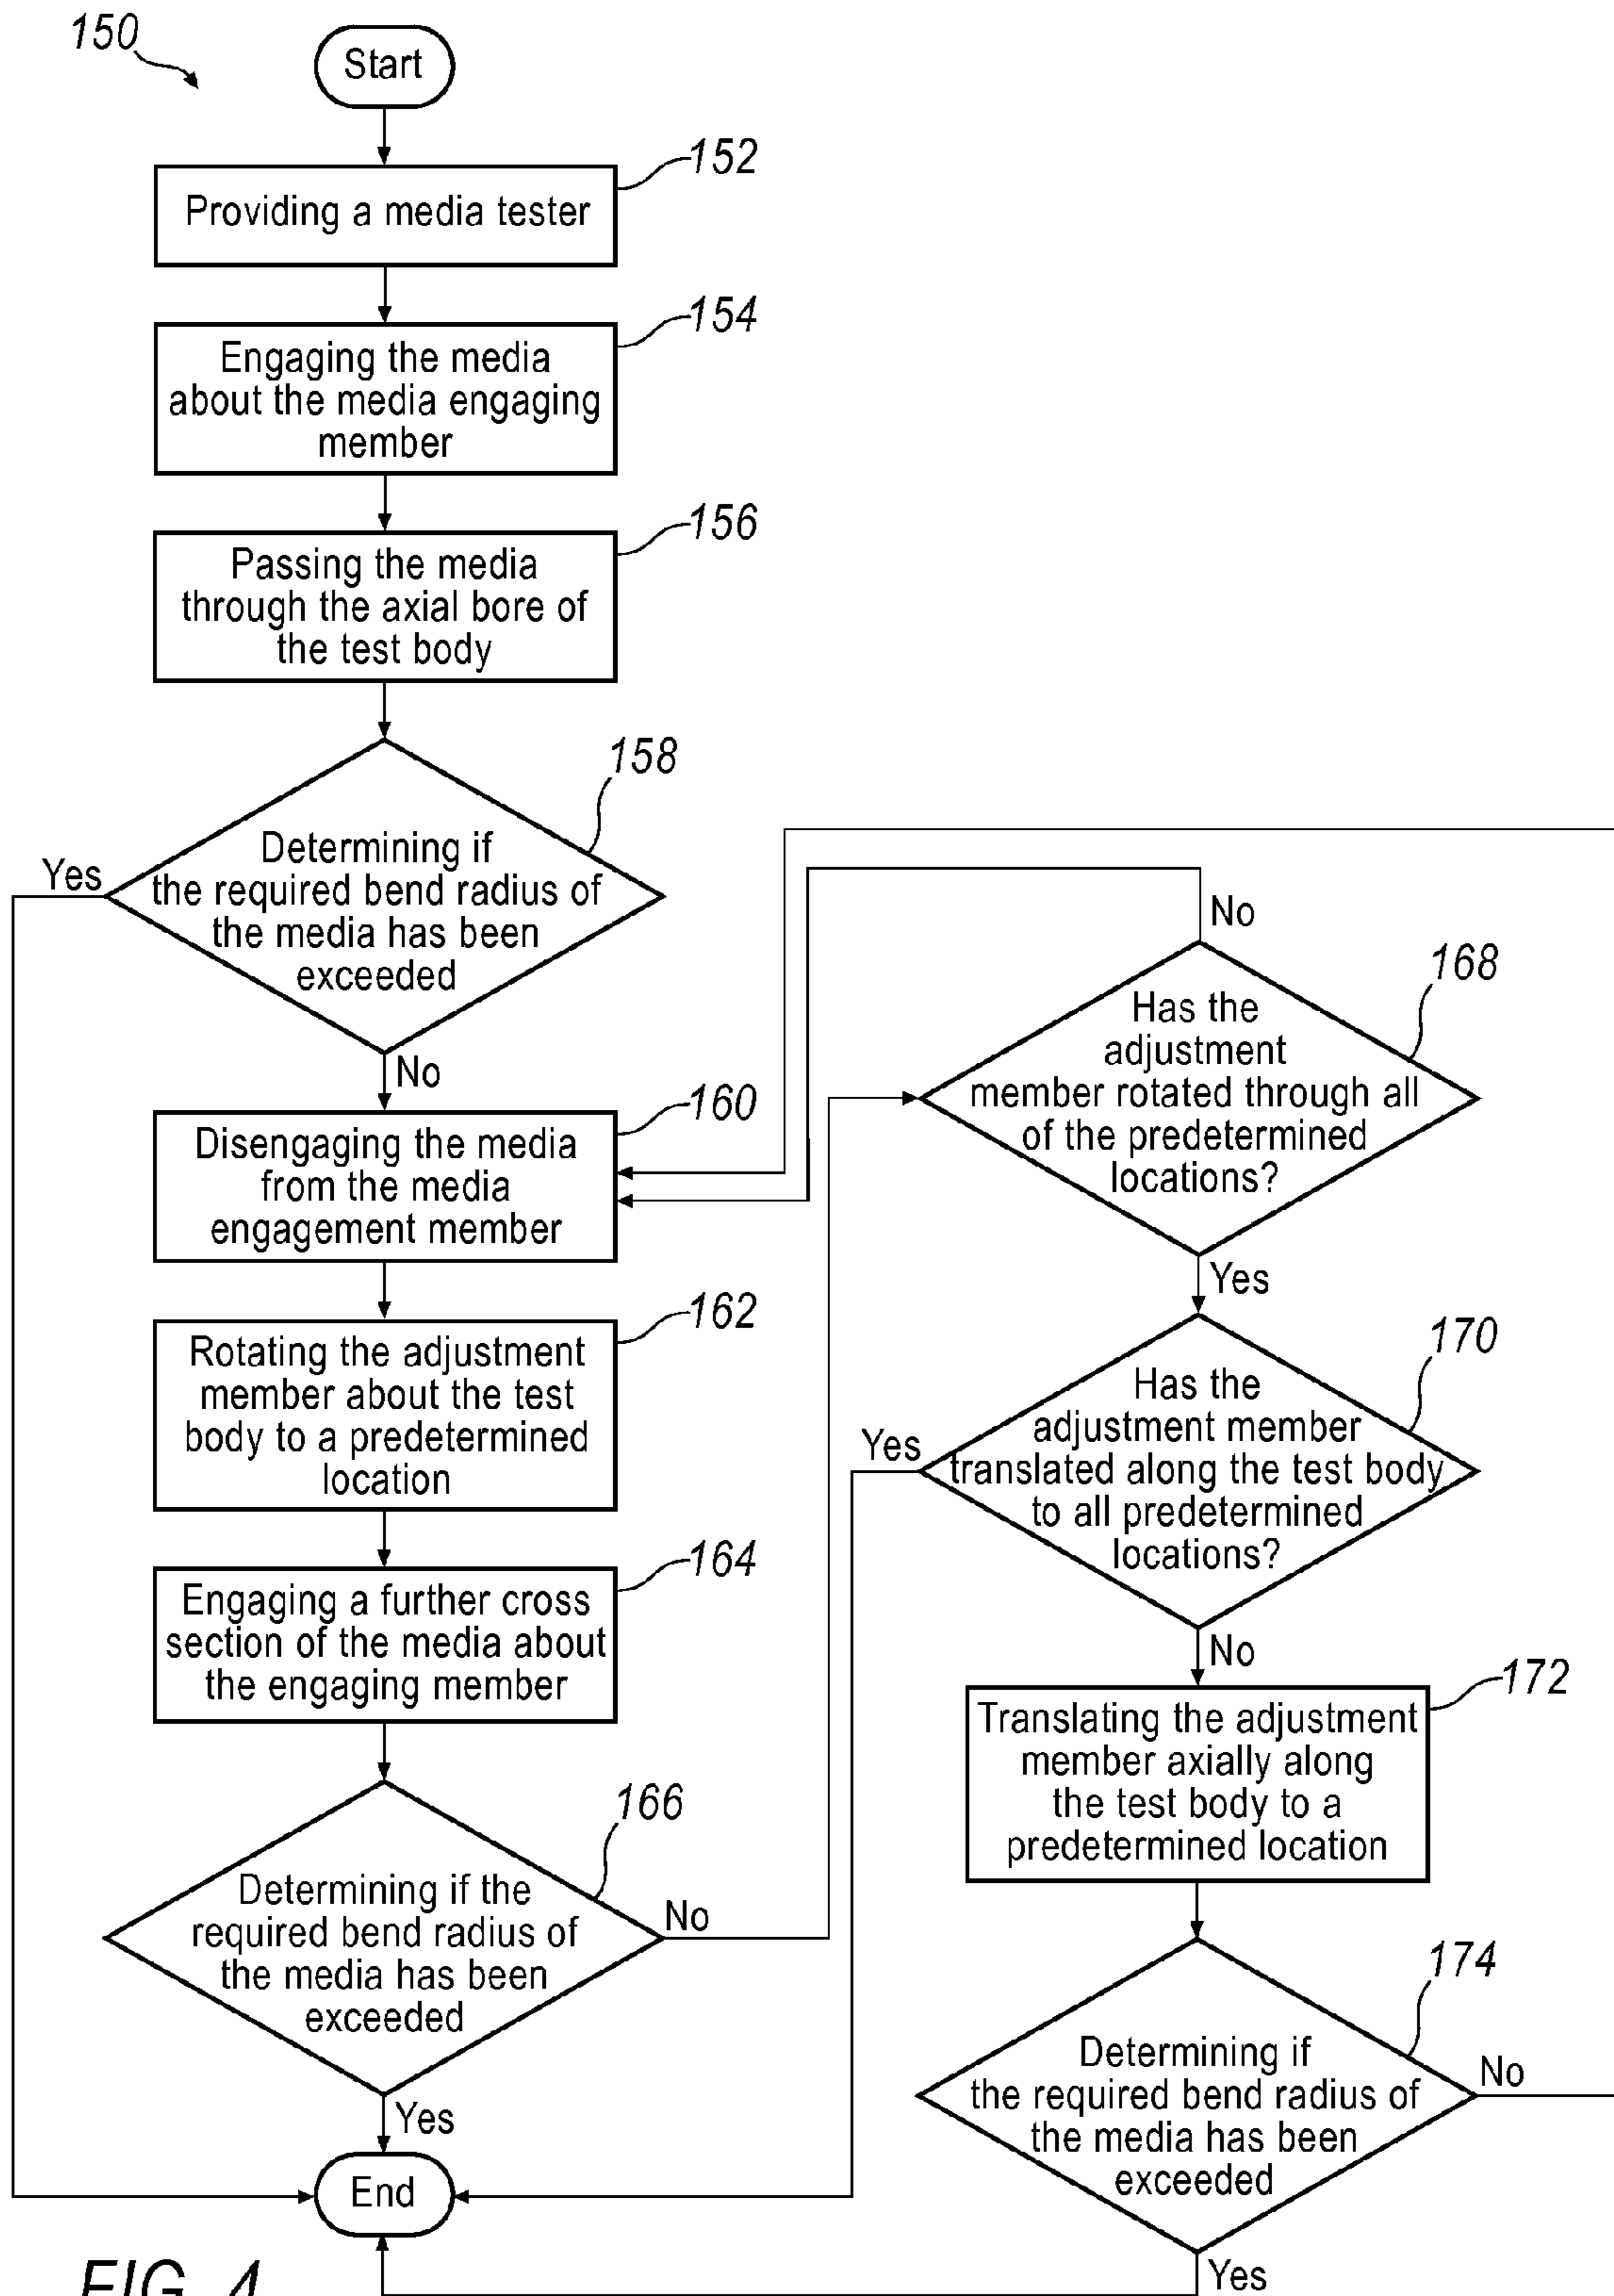 150
Start
152
Providing a media tester
154
Engaging the media
about the media engaging
member
156
Passing the media
through the axial bore of
the test body
158
Determining if
the required bend radius of
the media has been
exceeded
Yes
No
160
Disengaging the media
from the media
engagement member
162
Rotating the adjustment
member about the test
body to a predetermined
location
164
Engaging a further cross
section of the media about
the engaging member
166
Determining if the
required bend radius of
the media has been
exceeded
No
Yes
End
168
No
Has the
adjustment
member rotated through all
of the predetermined
locations?
Yes
170
Has the
adjustment member
translated along the test body
to all predetermined
locations?
Yes
No
172
Translating the adjustment
member axially along
the test body to a
predetermined location
174
Determining if
the required bend radius of
the media has been
exceeded
No
Yes
FIG. 4